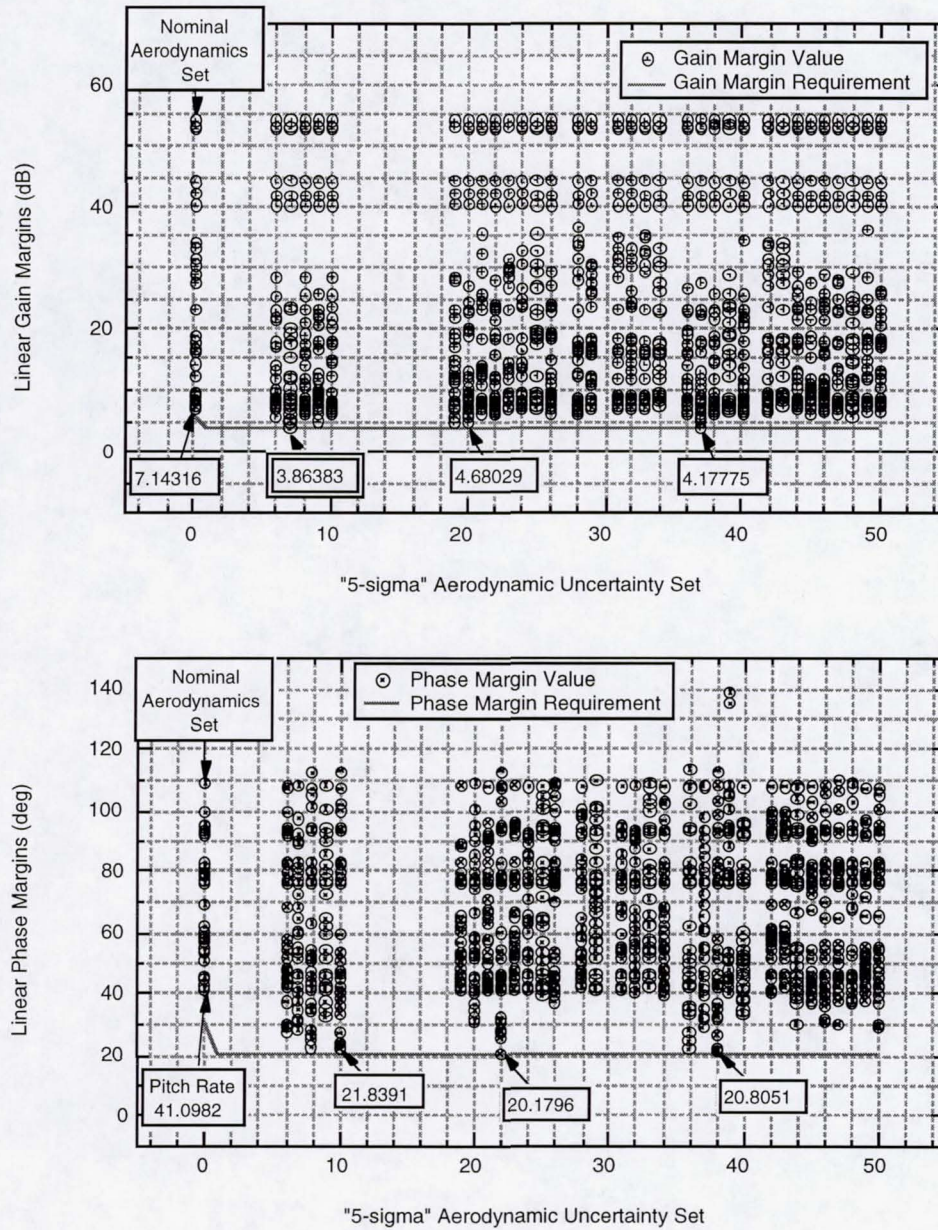 Nominal
Aerodynamics
Set
Gain Margin Value
Gain Margin Requirement
Linear Gain Margins (dB)
60
40
20
0
7.14316
3.86383
4.68029
4.17775
0 10 20 30 40 50
"5-sigma" Aerodynamic Uncertainty Set
Nominal
Aerodynamics
Set
Phase Margin Value
Phase Margin Requirement
Linear Phase Margins (deg)
140
120
100
80
60
40
20
0
Pitch Rate
41.0982
21.8391
20.1796
20.8051
0 10 20 30 40 50
"5-sigma" Aerodynamic Uncertainty Set